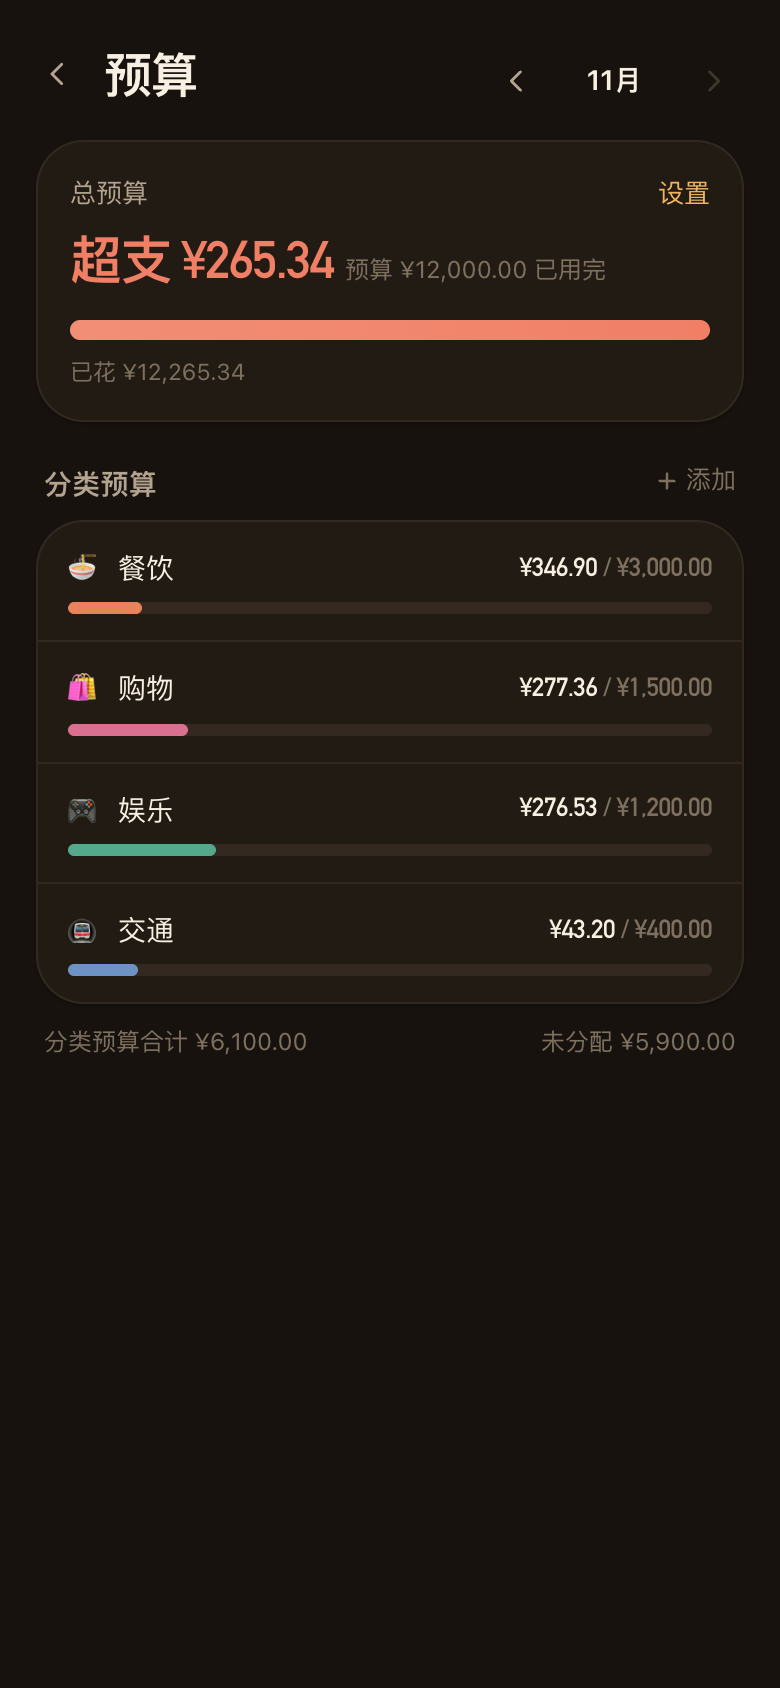 预算
11月
总预算 设置
超支 ¥265.34 预算 ¥12,000.00 已用完
已花 ¥12,265.34
分类预算 + 添加
餐饮 ¥346.90 / ¥3,000.00
购物 ¥277.36 / ¥1,500.00
娱乐 ¥276.53 / ¥1,200.00
交通 ¥43.20 / ¥400.00
分类预算合计 ¥6,100.00 未分配 ¥5,900.00